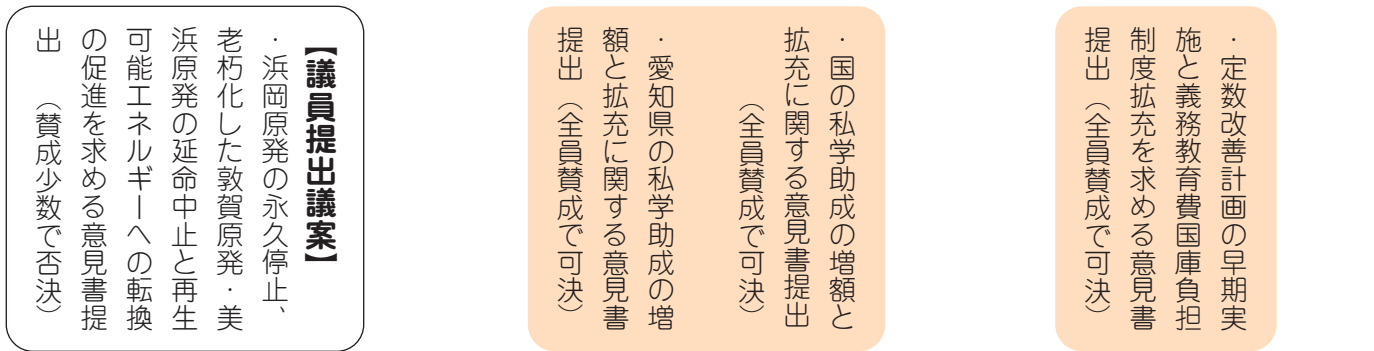 ・定数改善計画の早期実
施と義務教育費国庫負担
制度拡充を求める意見書
提出（全員賛成で可決）
・国の私学助成の増額と
拡充に関する意見書提出
（全員賛成で可決）
・愛知県の私学助成の増
額と拡充に関する意見書
提出（全員賛成で可決）
【議員提出議案】
・浜岡原発の永久停止、
老朽化した敦賀原発・美
浜原発の延命中止と再生
可能エネルギーへの転換
の促進を求める意見書提
出　（賛成少数で否決）